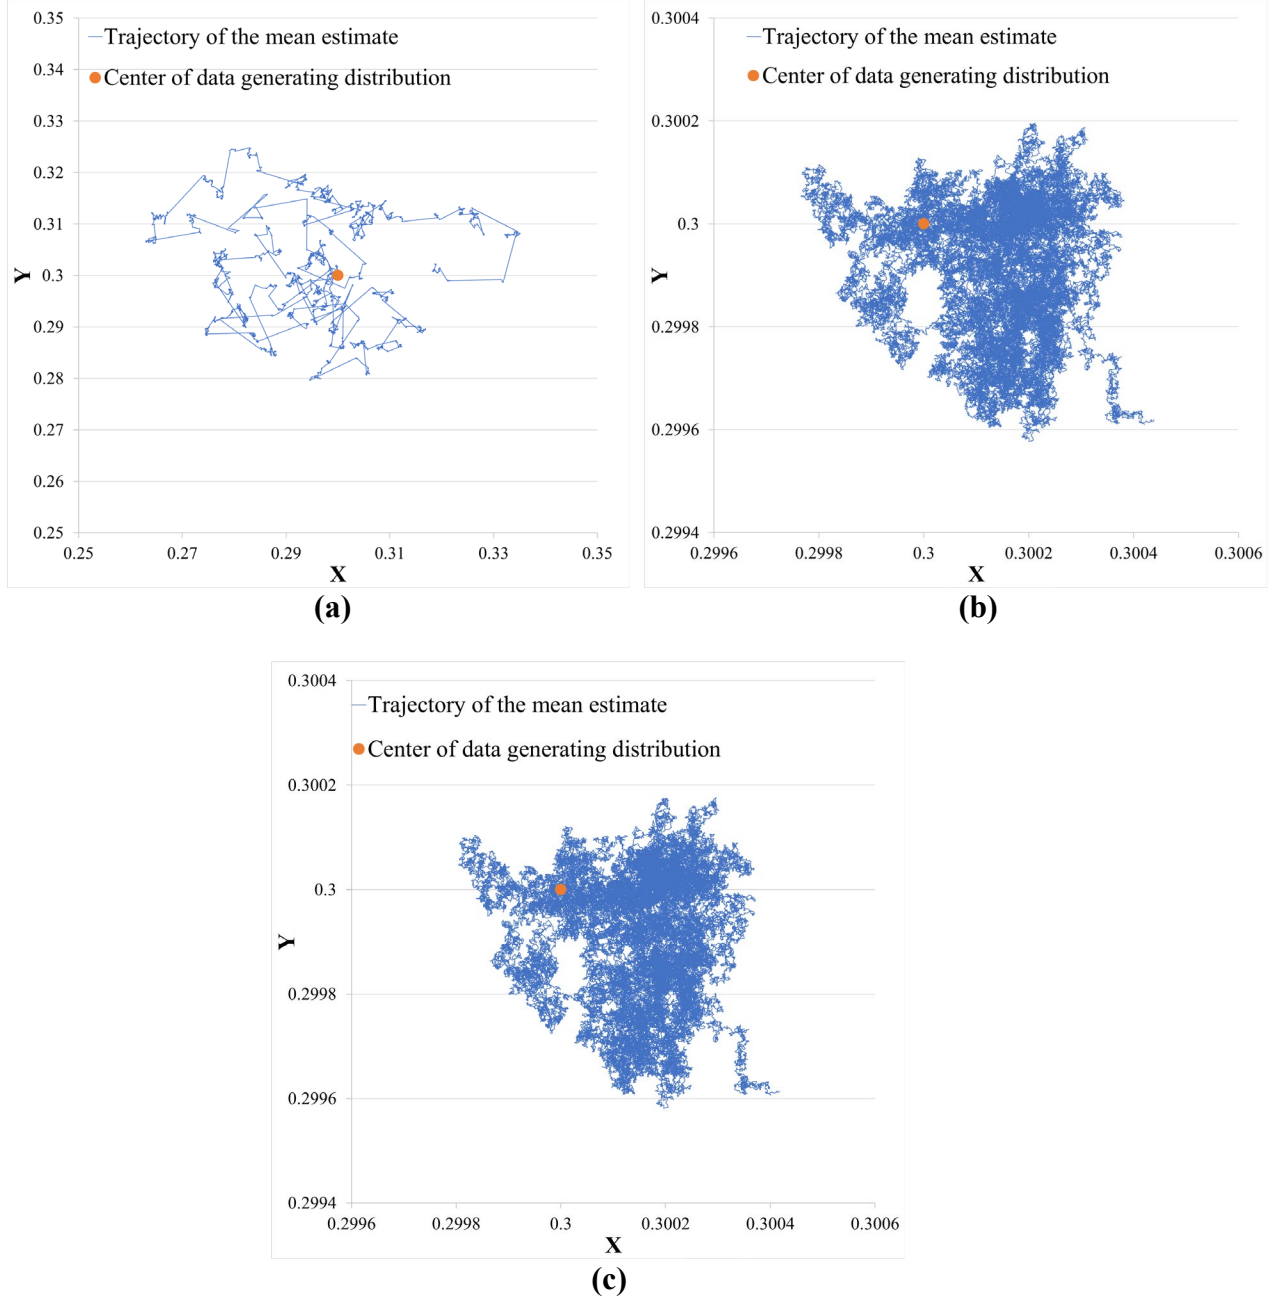 0.35
Trajectory of the mean estimate
0.34
Center of data generating distribution
0.33
0.32
0.31
Y
0.3
0.29
0.28
0.27
0.26
0.25
0.25 0.27 0.29 0.31 0.33 0.35
X
(a)
0.3004
Trajectory of the mean estimate
Center of data generating distribution
0.3002
0.3
Y
0.2998
0.2996
0.2994
0.2996 0.2998 0.3 0.3002 0.3004 0.3006
X
(b)
0.3004
Trajectory of the mean estimate
Center of data generating distribution
0.3002
0.3
Y
0.2998
0.2996
0.2994
0.2996 0.2998 0.3 0.3002 0.3004 0.3006
X
(c)